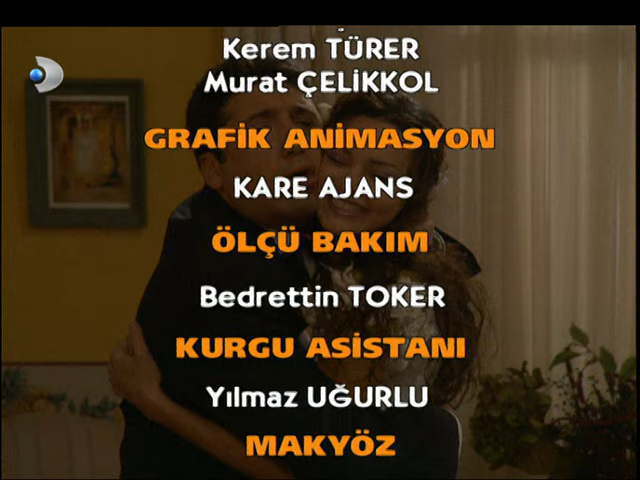 Kerem TÜRER
Murat ÇELİKKOL
GRAFİK ANİMASYON
KARE AJANS
ÖLÇÜ BAKIM
Bedrettin TOKER
KURGU ASİSTANI
Yılmaz UĞURLU
MAKYÖZ